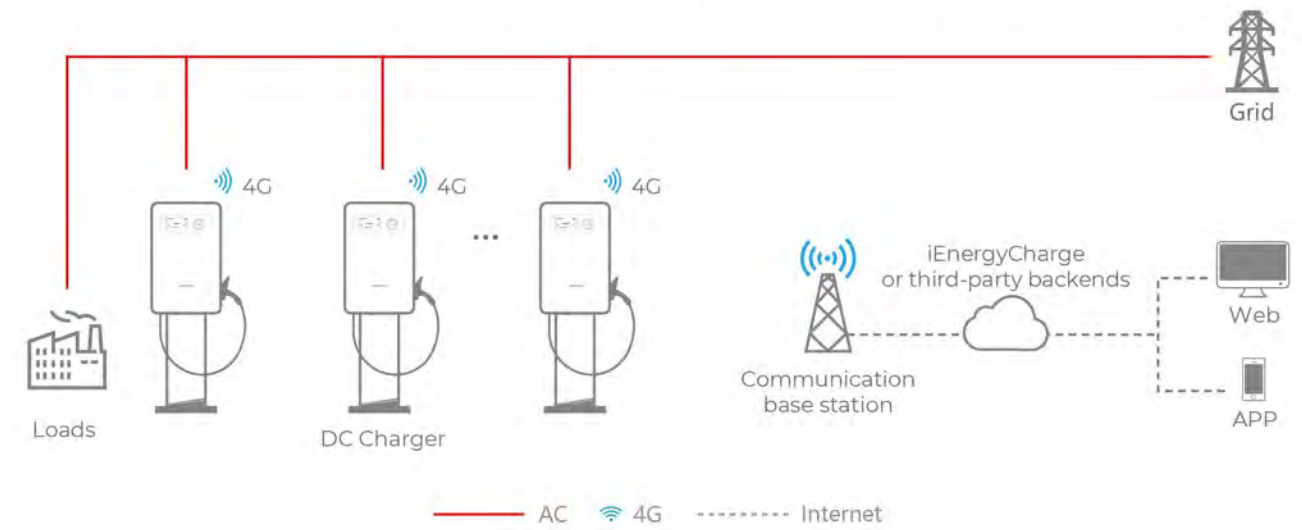 Grid
4G
4G
4G
...
iEnergyCharge
or third-party backends
Web
Communication
base station
APP
Loads
DC Charger
AC
4G
Internet